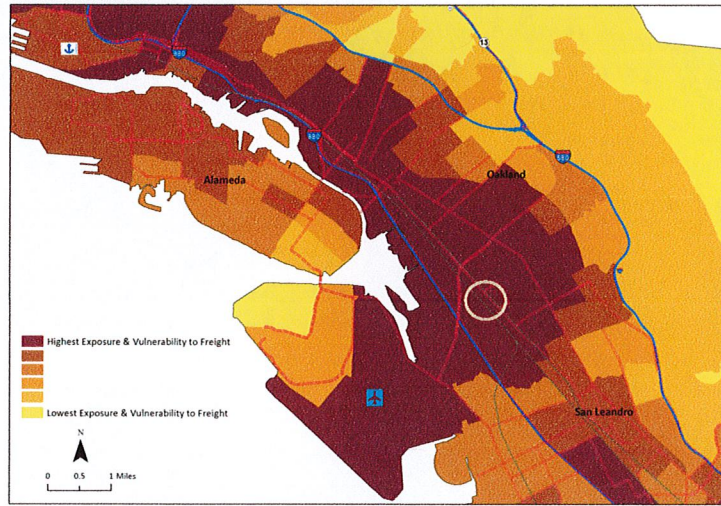 13
880
880
580
Alameda
Oakland
Highest Exposure & Vulnerability to Freight
Lowest Exposure & Vulnerability to Freight
San Leandro
N
0 0.5 1 Miles